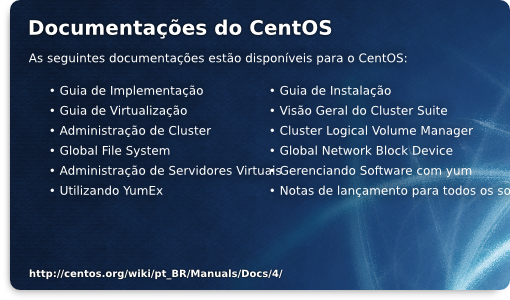 Documentações do CentOS
As seguintes documentações estão disponíveis para o CentOS:
• Guia de Implementação
• Guia de Virtualização
• Administração de Cluster
• Global File System
• Administração de Servidores Virtuais
• Utilizando YumEx
• Guia de Instalação
• Visão Geral do Cluster Suite
• Cluster Logical Volume Manager
• Global Network Block Device
• Gerenciando Software com yum
• Notas de lançamento para todos os so
http://centos.org/wiki/pt_BR/Manuals/Docs/4/